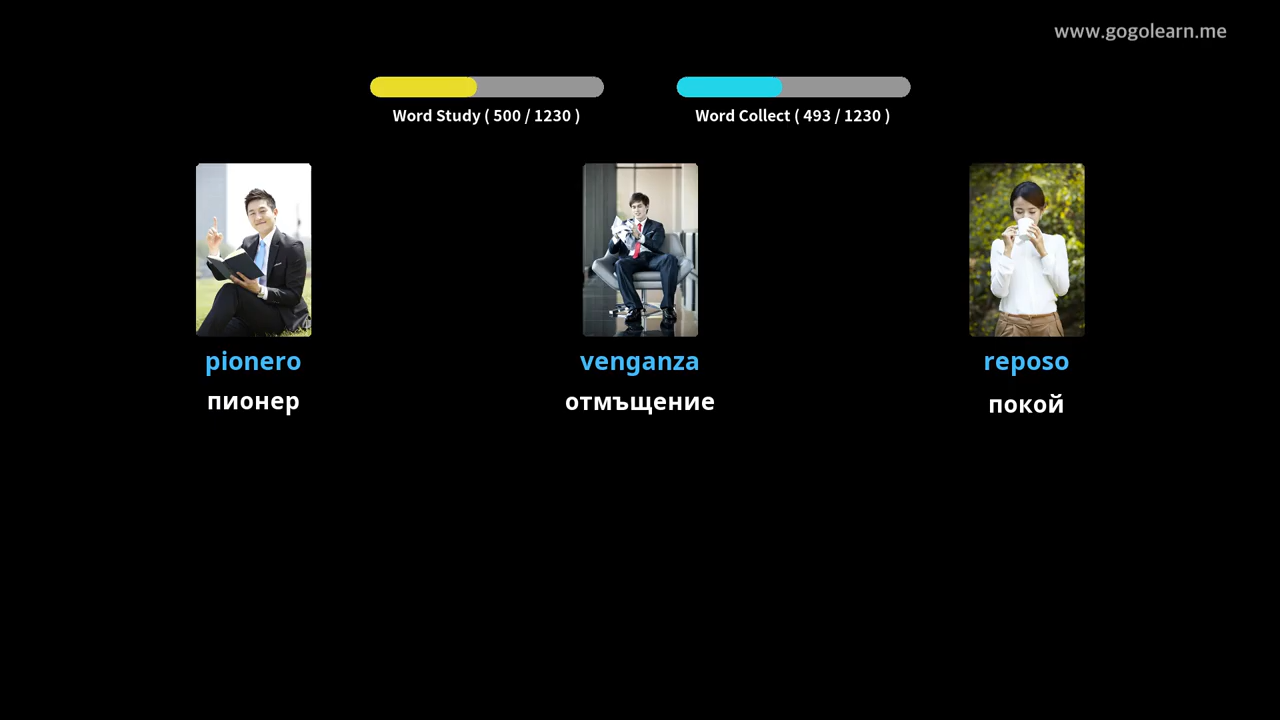 www.gogolearn.me
Word Study ( 500 / 1230 )
Word Collect ( 493 / 1230 )
pionero
venganza
reposo
пионер
отмъщение
покой